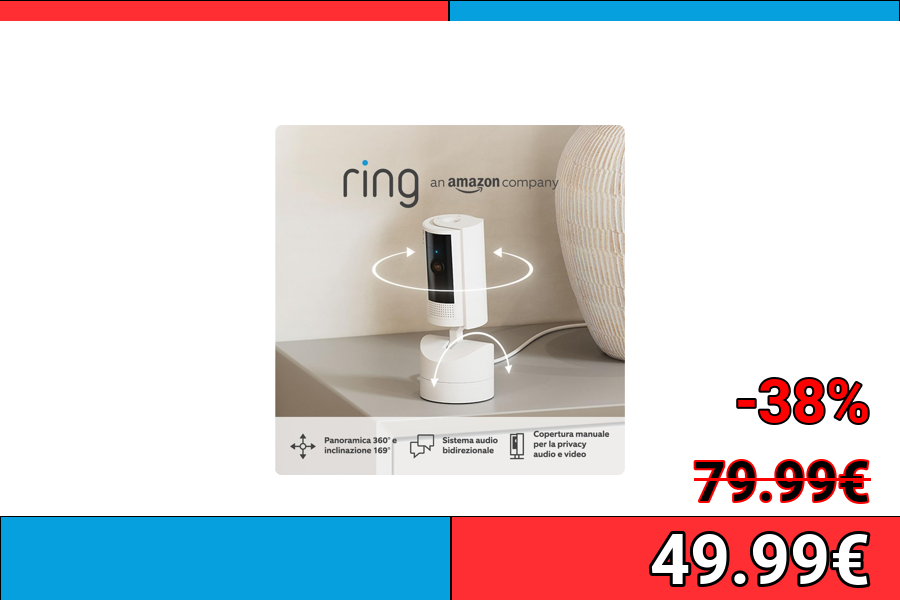 ring an amazon company
Panoramica 360° e
inclinazione 169°
Sistema audio
bidirezionale
Copertura manuale
per la privacy
audio e video
-38%
79.99€
49.99€